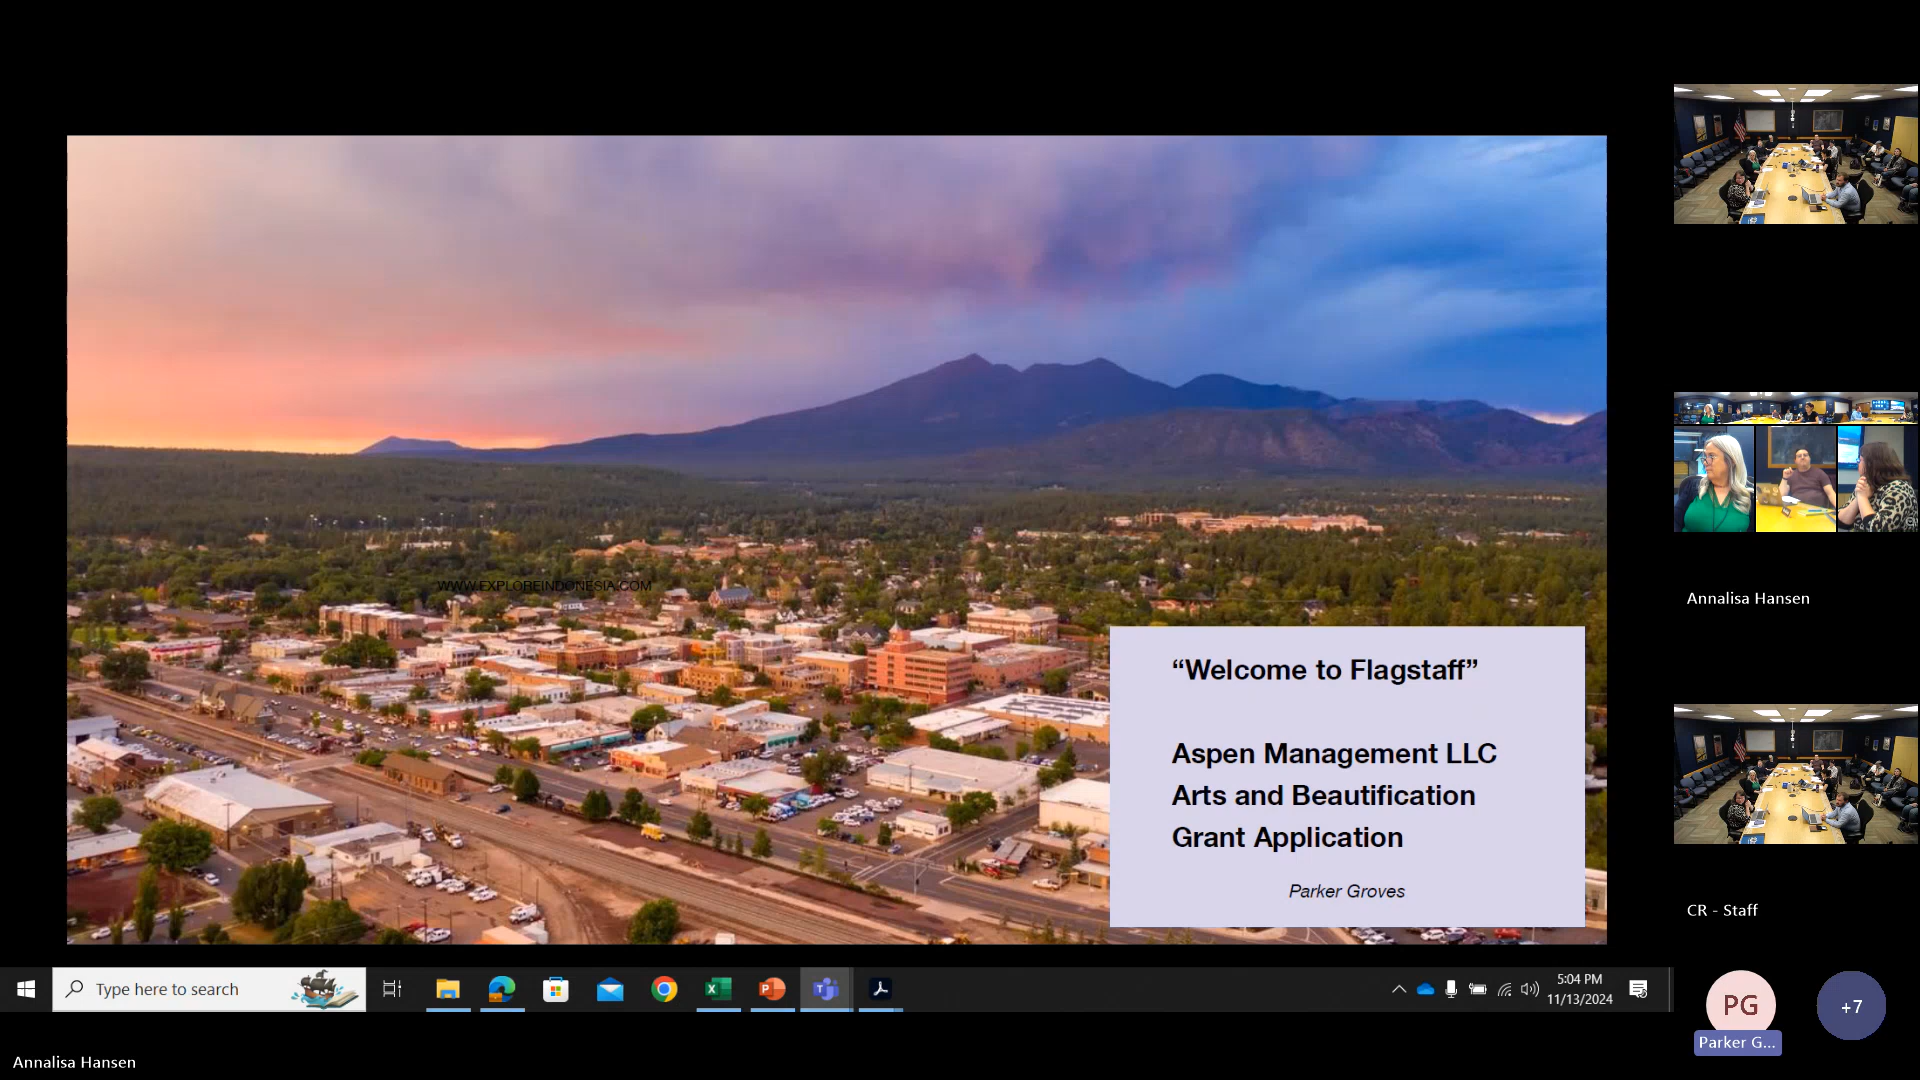 WWW.EXPLOREINDONESIA.COM
“Welcome to Flagstaff”
Aspen Management LLC
Arts and Beautification
Grant Application
Parker Groves
Annalisa Hansen
CR - Staff
Type here to search
5:04 PM
11/13/2024
PG
+7
Parker G...
Annalisa Hansen